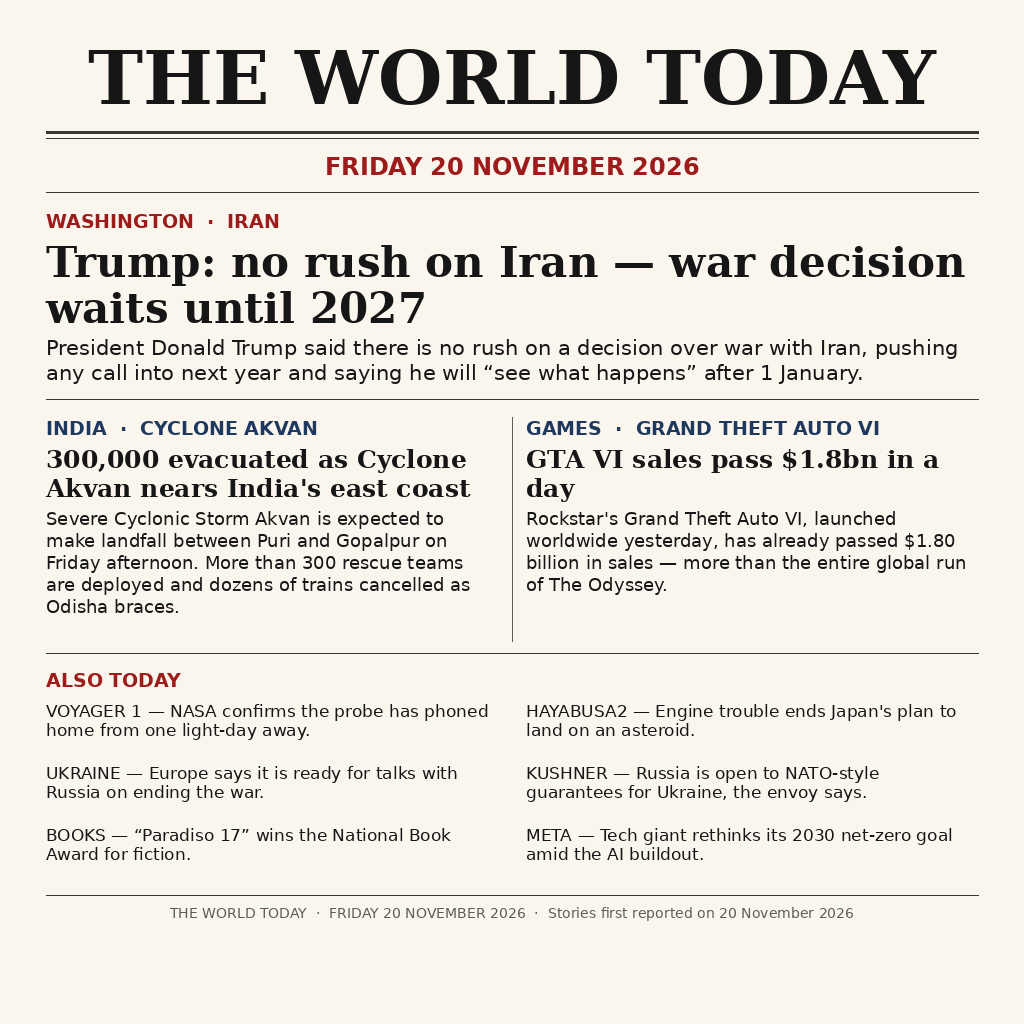 THE WORLD TODAY
FRIDAY 20 NOVEMBER 2026
WASHINGTON · IRAN
Trump: no rush on Iran — war decision
waits until 2027
President Donald Trump said there is no rush on a decision over war with Iran, pushing
any call into next year and saying he will “see what happens” after 1 January.
INDIA · CYCLONE AKVAN
300,000 evacuated as Cyclone
Akvan nears India's east coast
Severe Cyclonic Storm Akvan is expected to
make landfall between Puri and Gopalpur on
Friday afternoon. More than 300 rescue teams
are deployed and dozens of trains cancelled as
Odisha braces.
GAMES · GRAND THEFT AUTO VI
GTA VI sales pass $1.8bn in a
day
Rockstar's Grand Theft Auto VI, launched
worldwide yesterday, has already passed $1.80
billion in sales — more than the entire global run
of The Odyssey.
ALSO TODAY
VOYAGER 1 — NASA confirms the probe has phoned
home from one light-day away.
HAYABUSA2 — Engine trouble ends Japan's plan to
land on an asteroid.
UKRAINE — Europe says it is ready for talks with
Russia on ending the war.
KUSHNER — Russia is open to NATO-style
guarantees for Ukraine, the envoy says.
BOOKS — “Paradiso 17” wins the National Book
Award for fiction.
META — Tech giant rethinks its 2030 net-zero goal
amid the AI buildout.
THE WORLD TODAY · FRIDAY 20 NOVEMBER 2026 · Stories first reported on 20 November 2026